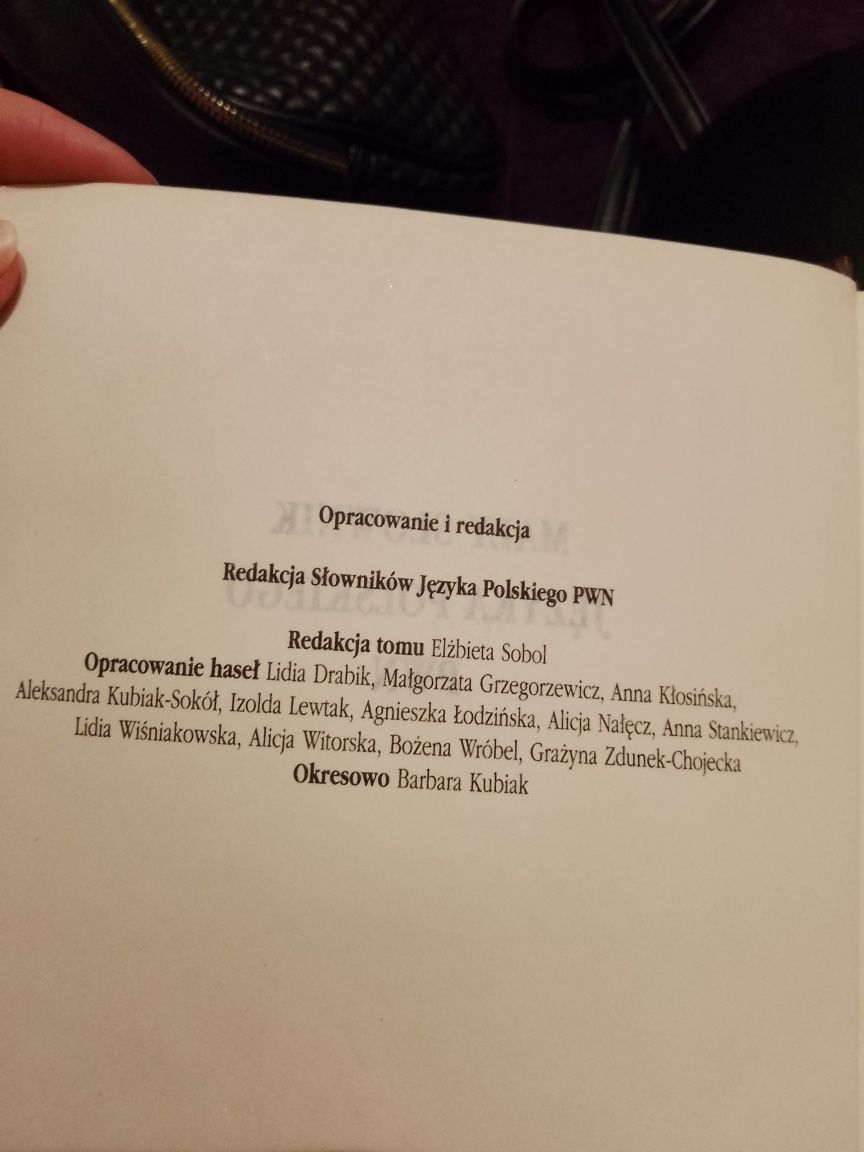 Opracowanie i redakcja
Redakcja Słowników Języka Polskiego PWN
Redakcja tomu Elżbieta Sobol
Opracowanie haseł Lidia Drabik, Małgorzata Grzegorzewicz, Anna Kłosińska,
Aleksandra Kubiak-Sokół, Izolda Lewtak, Agnieszka Łodzińska, Alicja Nałęcz, Anna Stankiewicz,
Lidia Wiśniakowska, Alicja Witorska, Bożena Wróbel, Grażyna Zdunek-Chojecka
Okresowo Barbara Kubiak